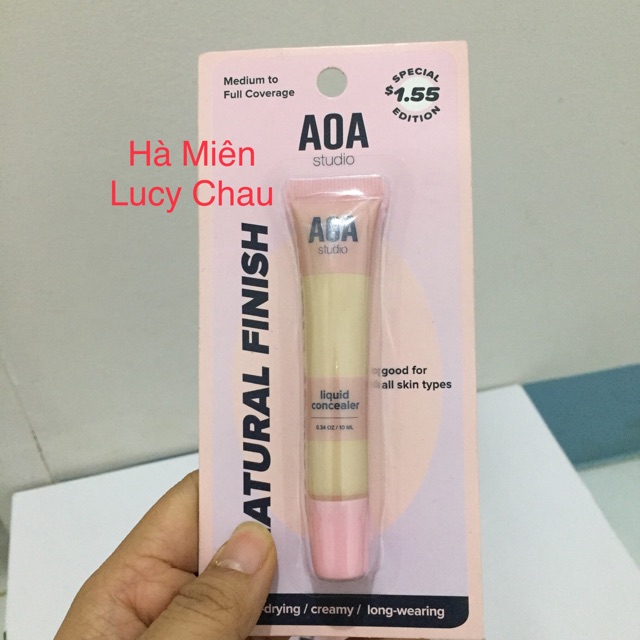 Medium to
Full Coverage
SPECIAL
$1.55
EDITION
AOA
studio
Hà Miên
Lucy Chau
AOA
studio
NATURAL FINISH
good for
all skin types
liquid
concealer
0.34 OZ / 10 ML
-drying / creamy / long-wearing